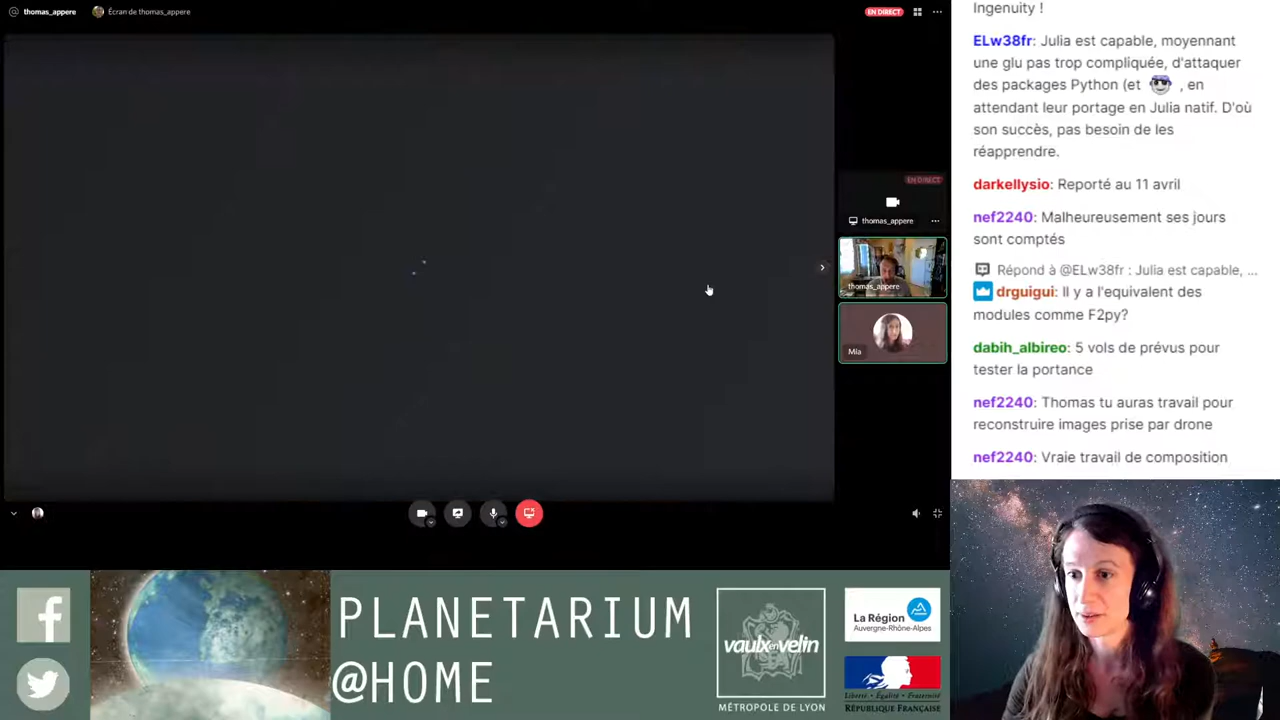 thomas_appere
Écran de thomas_appere
EN DIRECT
EN DIRECT
thomas_appere
thomas_appere
Mia
Ingenuity !
ELw38fr: Julia est capable, moyennant
une glu pas trop compliquée, d'attaquer
des packages Python (et , en
attendant leur portage en Julia natif. D'où
son succès, pas besoin de les
réapprendre.
darkellysio: Reporté au 11 avril
nef2240: Malheureusement ses jours
sont comptés
Répond à @ELw38fr : Julia est capable, ...
drguigui: Il y a l'equivalent des
modules comme F2py?
dabih_albireo: 5 vols de prévus pour
tester la portance
nef2240: Thomas tu auras travail pour
reconstruire images prise par drone
nef2240: Vraie travail de composition
PLANETARIUM
@HOME
vaulx en velin
MÉTROPOLE DE LYON
La Région
Auvergne-Rhône-Alpes
Liberté • Égalité • Fraternité
RÉPUBLIQUE FRANÇAISE